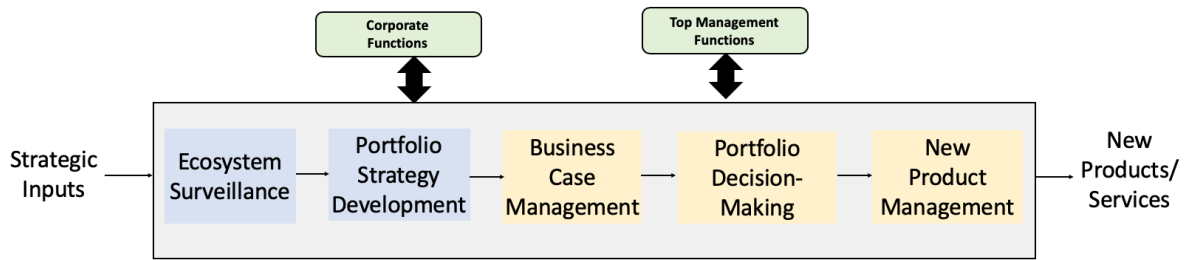 Corporate
Functions
Top Management
Functions
Strategic
Inputs
Ecosystem
Surveillance
Portfolio
Strategy
Development
Business
Case
Management
Portfolio
Decision-
Making
New
Product
Management
New
Products/
Services